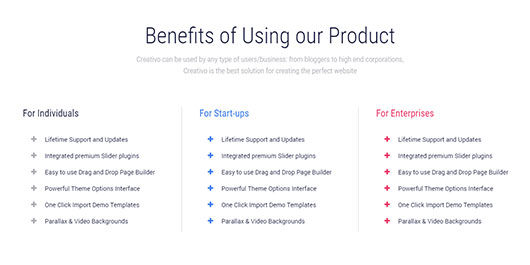 Benefits of Using our Product
Creativo can be used by any type of users/business: from bloggers to high end corporations,
Creativo is the best solution for creating the perfect website
For Individuals
Lifetime Support and Updates
Integrated premium Slider plugins
Easy to use Drag and Drop Page Builder
Powerful Theme Options Interface
One Click Import Demo Templates
Parallax & Video Backgrounds
For Start-ups
Lifetime Support and Updates
Integrated premium Slider plugins
Easy to use Drag and Drop Page Builder
Powerful Theme Options Interface
One Click Import Demo Templates
Parallax & Video Backgrounds
For Enterprises
Lifetime Support and Updates
Integrated premium Slider plugins
Easy to use Drag and Drop Page Builder
Powerful Theme Options Interface
One Click Import Demo Templates
Parallax & Video Backgrounds